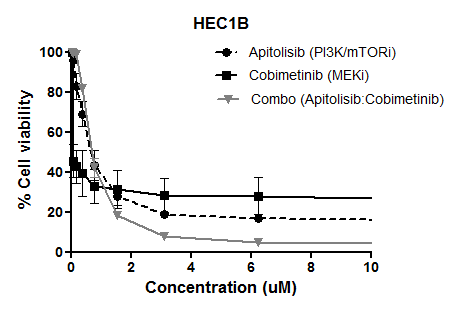 HEC1B
Apitolisib (PI3K/mTORi)
Cobimetinib (MEKi)
Combo (Apitolisib:Cobimetinib)
% Cell viability
100
80
60
40
20
0
0 2 4 6 8 10
Concentration (uM)